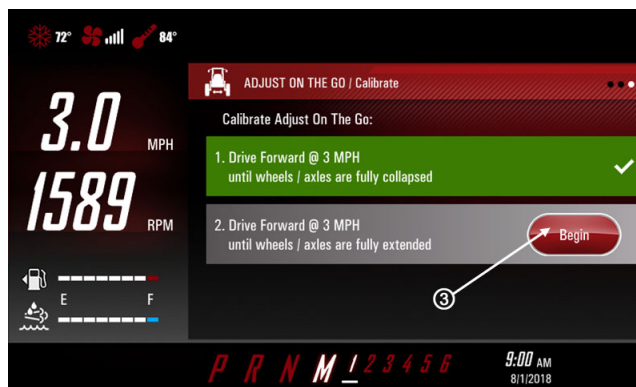 72° 84°
ADJUST ON THE GO / Calibrate
3.0 MPH
Calibrate Adjust On The Go:
1. Drive Forward @ 3 MPH
until wheels / axles are fully collapsed
1589 RPM
2. Drive Forward @ 3 MPH
until wheels / axles are fully extended
Begin
3
E F
P R N M 1 2 3 4 5 6
9:00 AM
8/1/2018